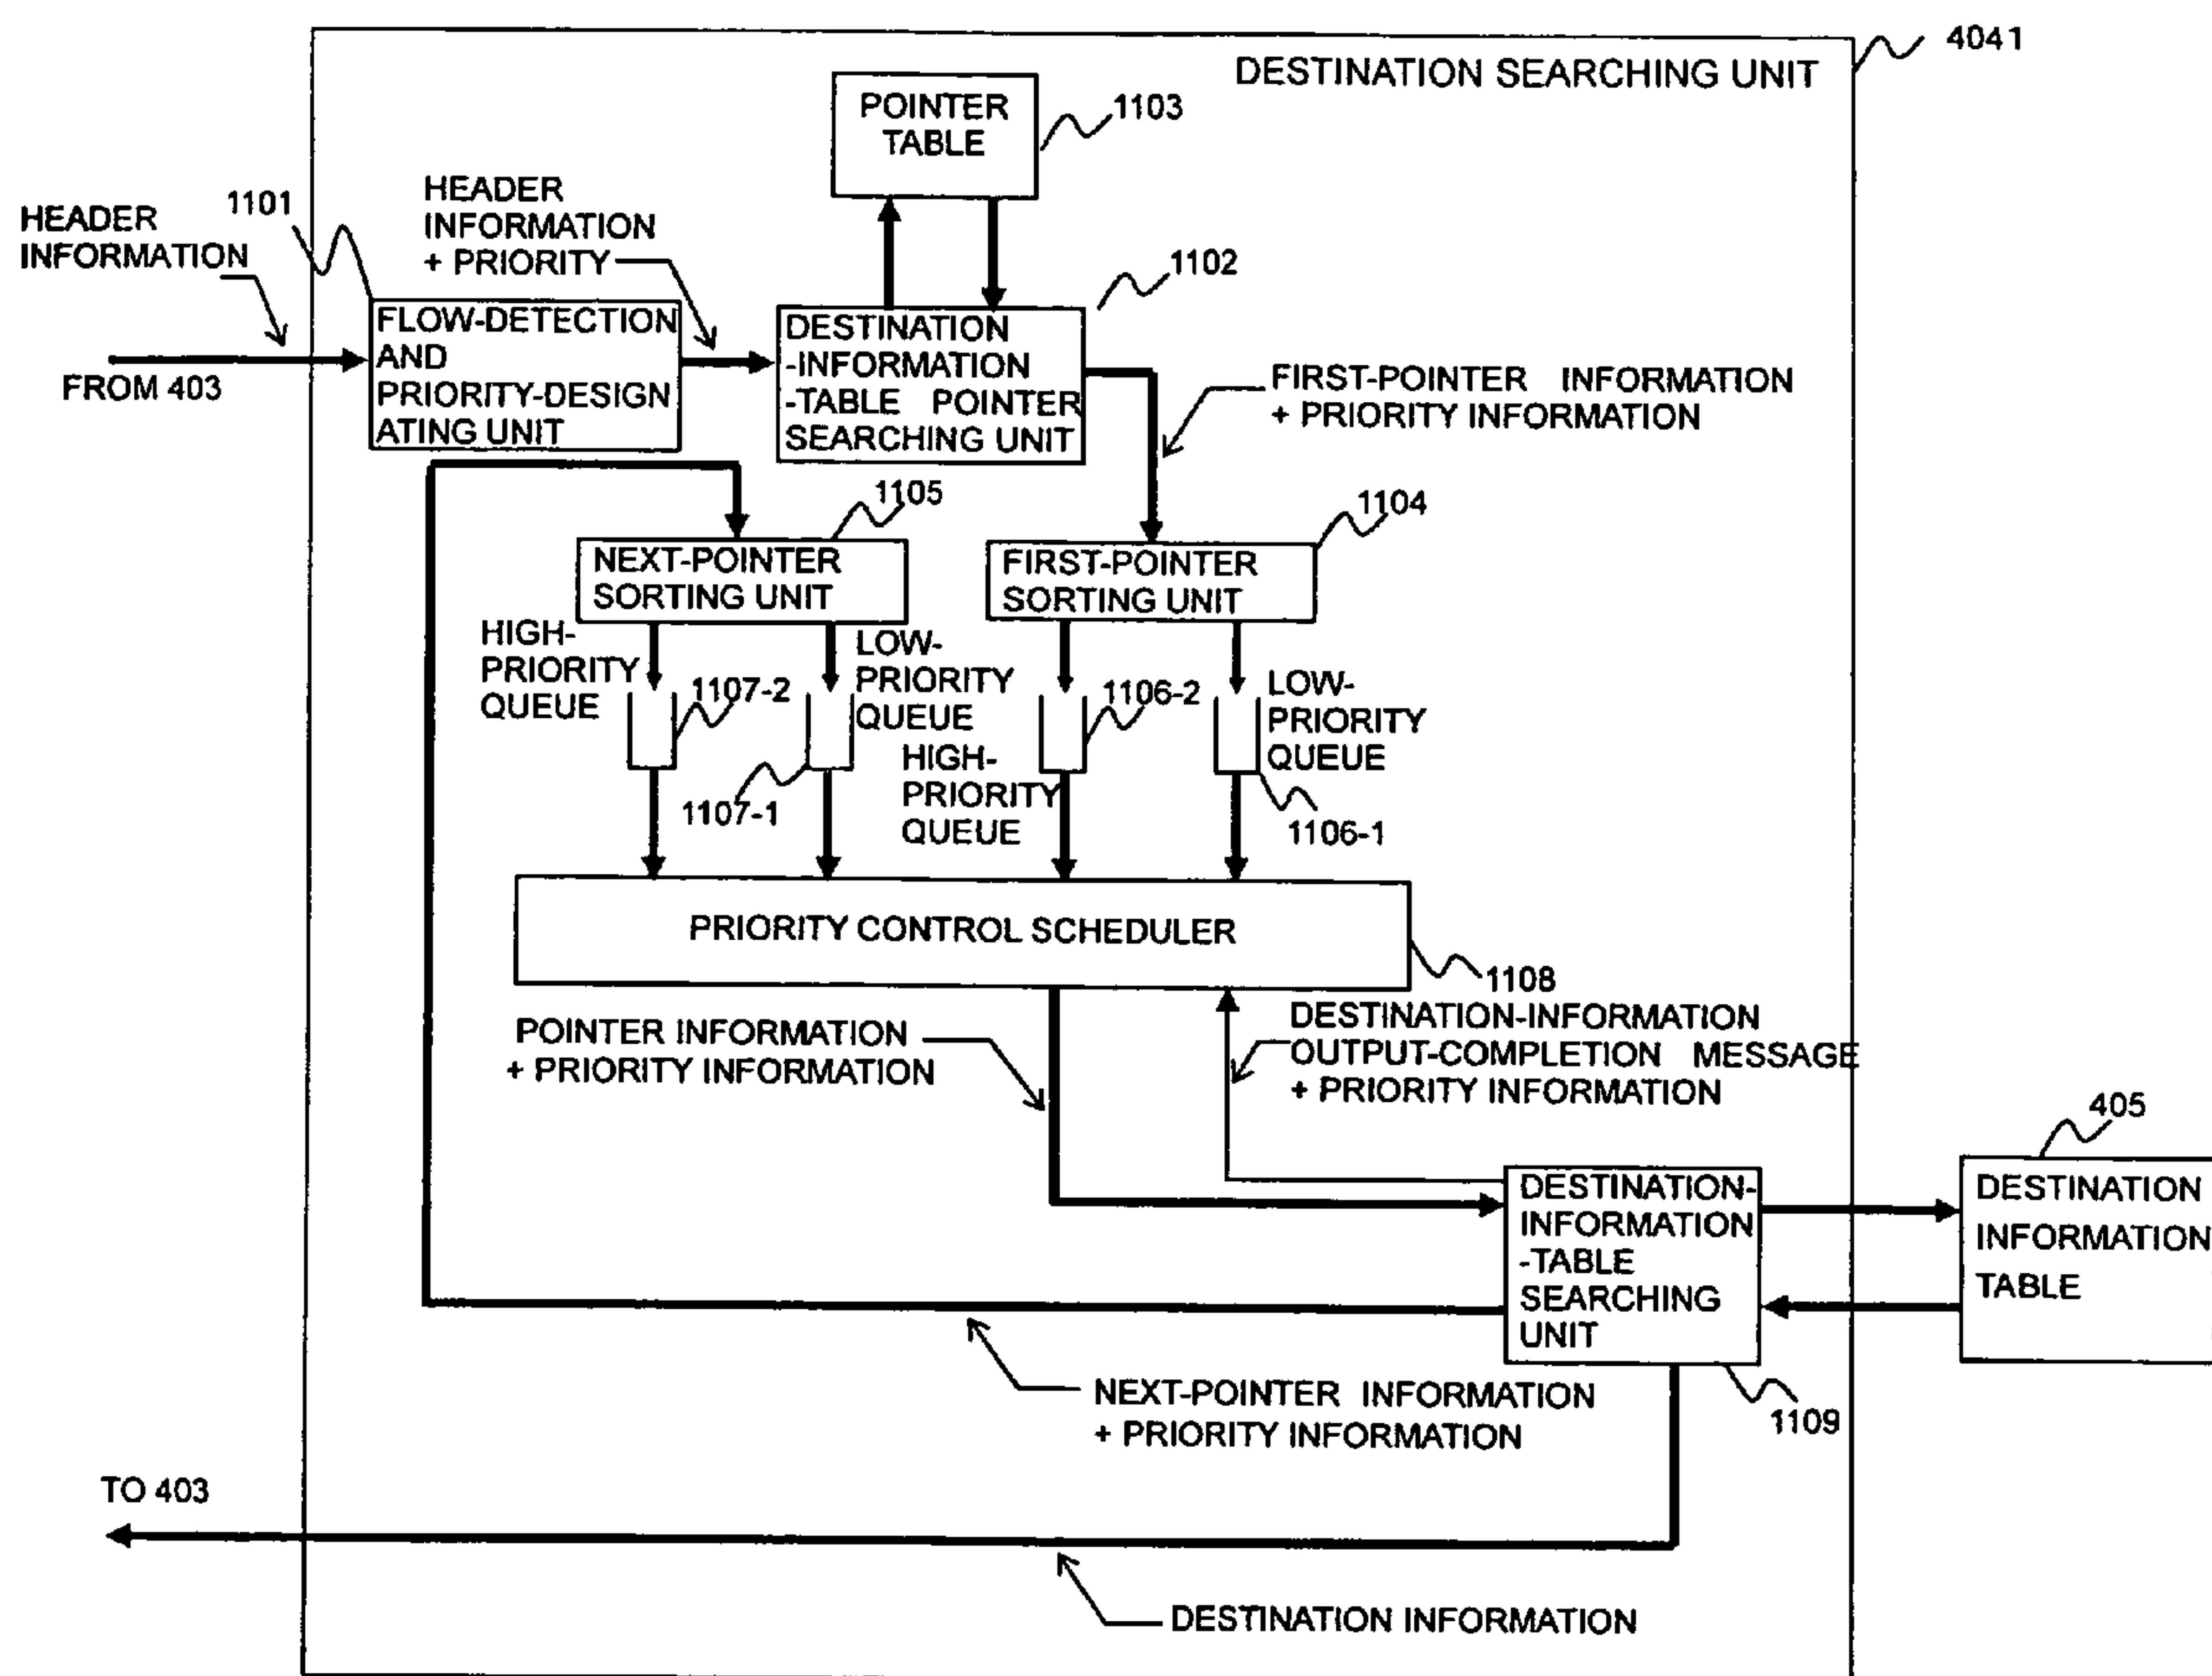 4041
DESTINATION SEARCHING UNIT
POINTER
TABLE
1103
HEADER
INFORMATION
1101
HEADER
INFORMATION
+ PRIORITY
1102
FROM 403
FLOW-DETECTION
AND
PRIORITY-DESIGN
ATING UNIT
DESTINATION
-INFORMATION
-TABLE POINTER
SEARCHING UNIT
FIRST-POINTER INFORMATION
+ PRIORITY INFORMATION
1105
1104
NEXT-POINTER
SORTING UNIT
FIRST-POINTER
SORTING UNIT
HIGH-
PRIORITY
QUEUE
1107-2
LOW-
PRIORITY
QUEUE
1107-1
HIGH-
PRIORITY
QUEUE
1106-2
LOW-
PRIORITY
QUEUE
1106-1
PRIORITY CONTROL SCHEDULER
1108
POINTER INFORMATION
+ PRIORITY INFORMATION
DESTINATION-INFORMATION
OUTPUT-COMPLETION MESSAGE
+ PRIORITY INFORMATION
405
DESTINATION-
INFORMATION
-TABLE
SEARCHING
UNIT
DESTINATION
INFORMATION
TABLE
1109
NEXT-POINTER INFORMATION
+ PRIORITY INFORMATION
TO 403
DESTINATION INFORMATION